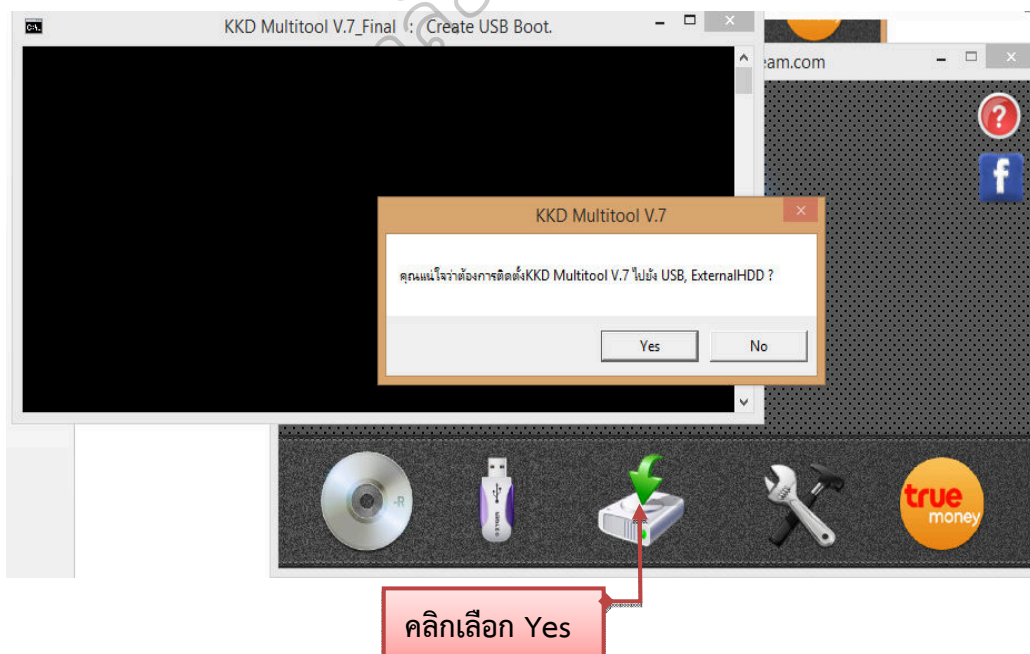 KKD Multitool V.7_Final : Create USB Boot.
eam.com
KKD Multitool V.7
คุณแน่ใจว่าต้องการติดตั้งKKD Multitool V.7 ไปยัง USB, ExternalHDD ?
Yes
No
true
money
คลิกเลือก Yes